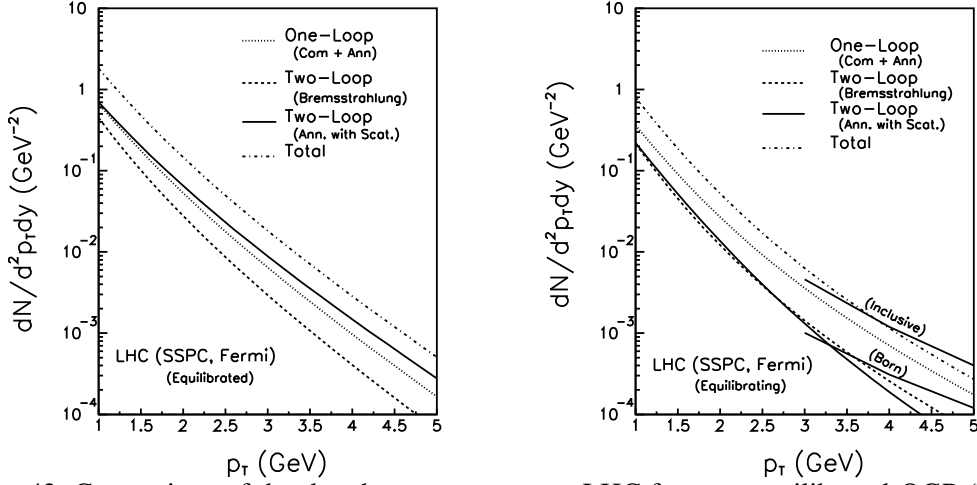 10
1
10⁻¹
10⁻²
10⁻³
10⁻⁴
dN/d²p_Tdy (GeV⁻²)
One-Loop
(Com + Ann)
Two-Loop
(Bremsstrahlung)
Two-Loop
(Ann. with Scat.)
Total
LHC (SSPC, Fermi)
(Equilibrated)
1 1.5 2 2.5 3 3.5 4 4.5 5
p_T (GeV)
10
1
10⁻¹
10⁻²
10⁻³
10⁻⁴
dN/d²p_Tdy (GeV⁻²)
One-Loop
(Com + Ann)
Two-Loop
(Bremsstrahlung)
Two-Loop
(Ann. with Scat.)
Total
(Inclusive)
(Born)
LHC (SSPC, Fermi)
(Equilibrating)
1 1.5 2 2.5 3 3.5 4 4.5 5
p_T (GeV)